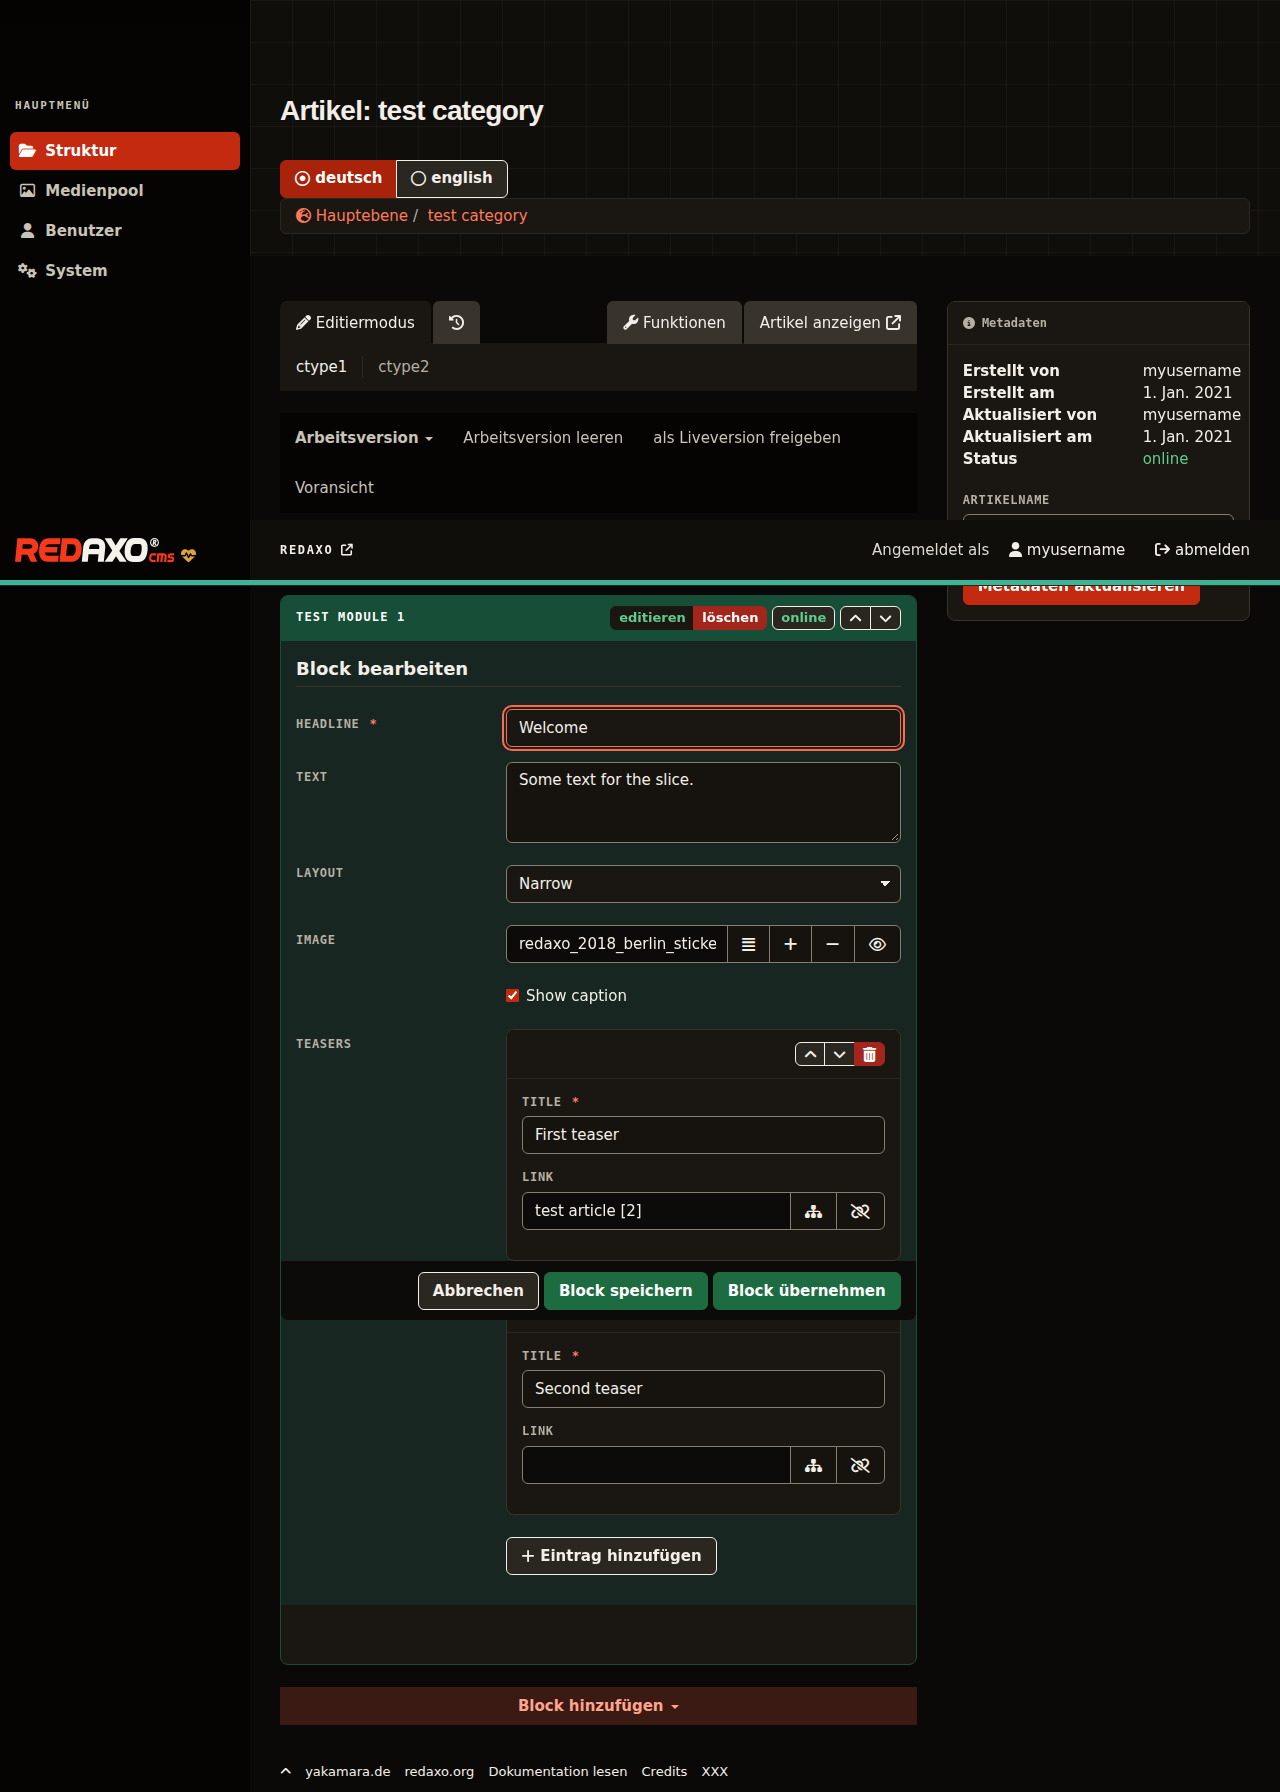 HAUPTMENÜ
Struktur
Medienpool
Benutzer
System
Artikel: test category
deutsch
english
Hauptebene / test category
Editiermodus
Funktionen
Artikel anzeigen
ctype1
ctype2
Arbeitsversion
Arbeitsversion leeren
als Liveversion freigeben
Voransicht
Metadaten
Erstellt von myusername
Erstellt am 1. Jan. 2021
Aktualisiert von myusername
Aktualisiert am 1. Jan. 2021
Status online
ARTIKELNAME
REDAXO® cms
REDAXO
Angemeldet als myusername
abmelden
Metadaten aktualisieren
TEST MODULE 1
editieren
löschen
online
Block bearbeiten
HEADLINE *
Welcome
TEXT
Some text for the slice.
LAYOUT
Narrow
IMAGE
redaxo_2018_berlin_sticke
Show caption
TEASERS
TITLE *
First teaser
LINK
test article [2]
Abbrechen
Block speichern
Block übernehmen
TITLE *
Second teaser
LINK
Eintrag hinzufügen
Block hinzufügen
yakamara.de
redaxo.org
Dokumentation lesen
Credits
XXX